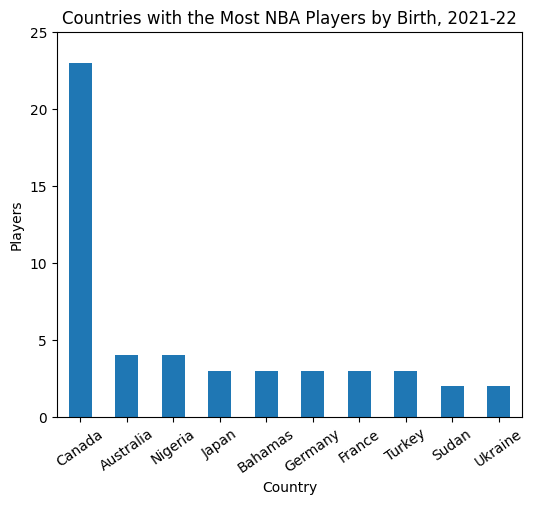 Countries with the Most NBA Players by Birth, 2021-22
25
20
15
10
5
0
Players
Canada
Australia
Nigeria
Japan
Bahamas
Germany
France
Turkey
Sudan
Ukraine
Country